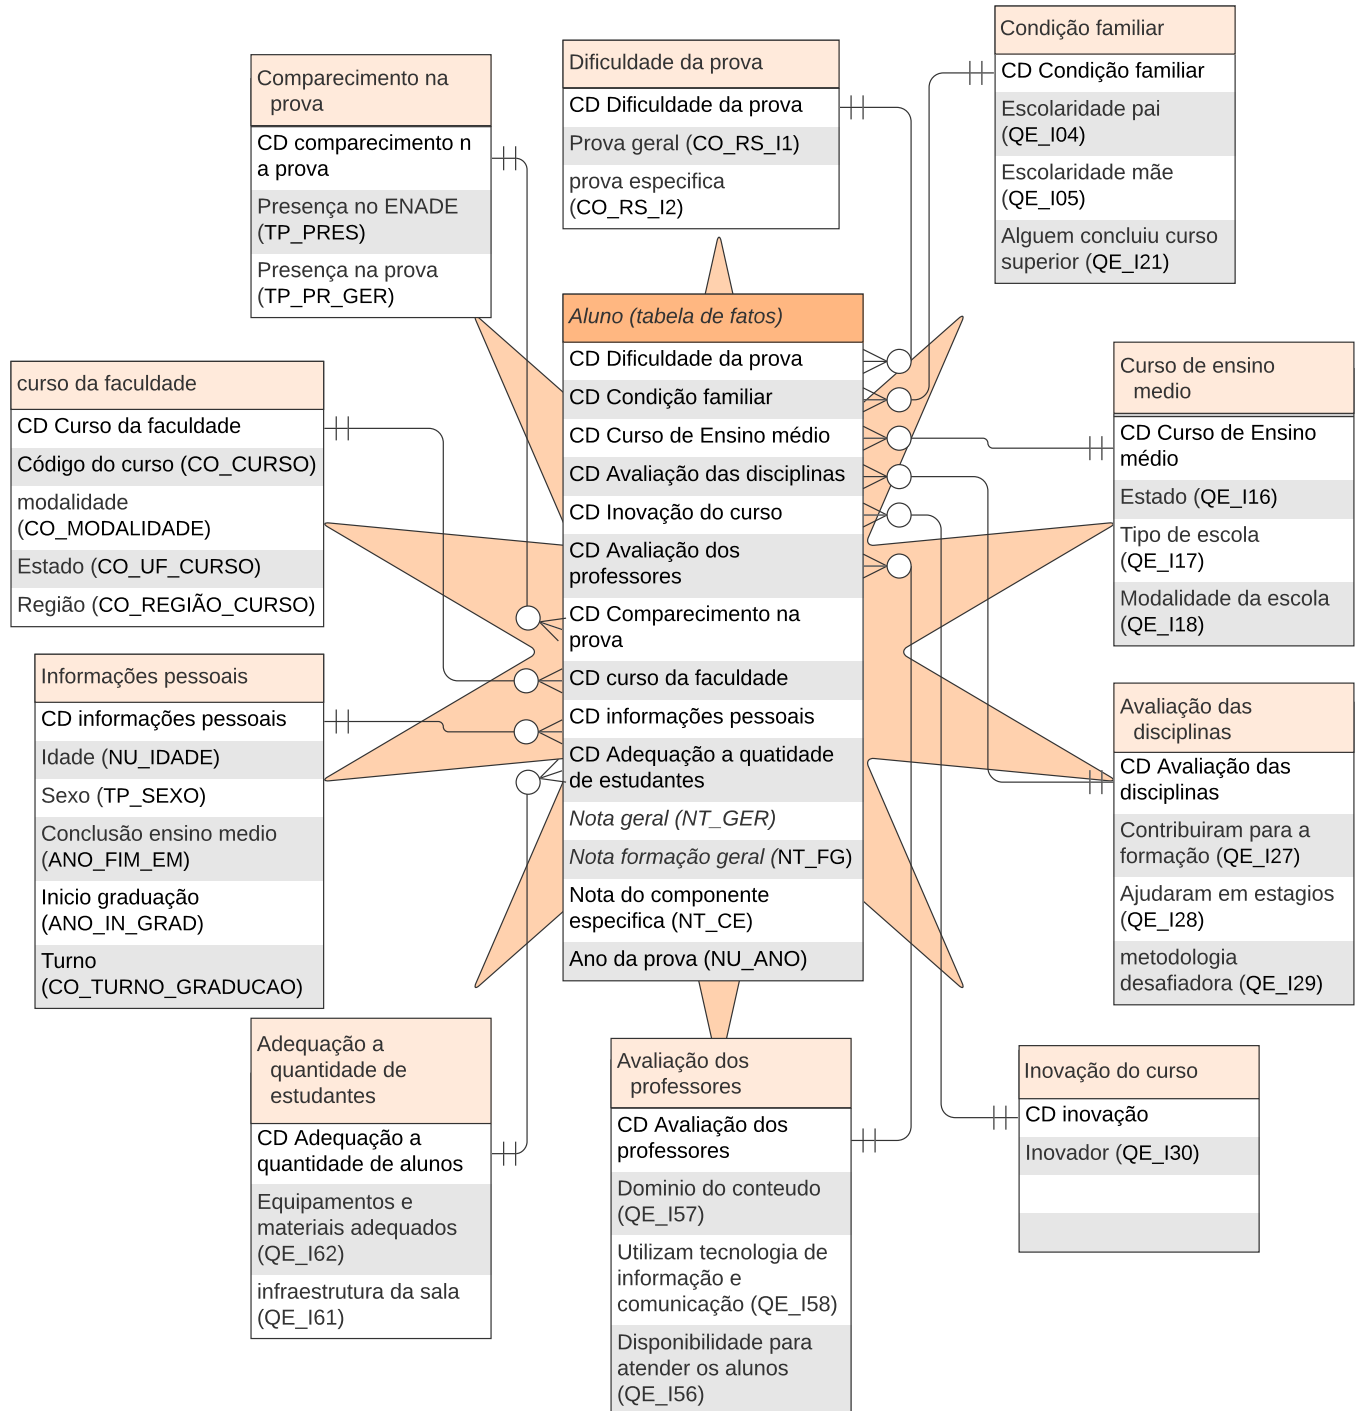 Comparecimento na
prova
CD comparecimento n
a prova
Presença no ENADE
(TP_PRES)
Presença na prova
(TP_PR_GER)
Dificuldade da prova
CD Dificuldade da prova
Prova geral (CO_RS_I1)
prova especifica
(CO_RS_I2)
Condição familiar
CD Condição familiar
Escolaridade pai
(QE_I04)
Escolaridade mãe
(QE_I05)
Alguem concluiu curso
superior (QE_I21)
curso da faculdade
CD Curso da faculdade
Código do curso (CO_CURSO)
modalidade
(CO_MODALIDADE)
Estado (CO_UF_CURSO)
Região (CO_REGIÃO_CURSO)
Aluno (tabela de fatos)
CD Dificuldade da prova
CD Condição familiar
CD Curso de Ensino médio
CD Avaliação das disciplinas
CD Inovação do curso
CD Avaliação dos
professores
CD Comparecimento na
prova
CD curso da faculdade
CD informações pessoais
CD Adequação a quatidade
de estudantes
Nota geral (NT_GER)
Nota formação geral (NT_FG)
Nota do componente
especifica (NT_CE)
Ano da prova (NU_ANO)
Curso de ensino
medio
CD Curso de Ensino
médio
Estado (QE_I16)
Tipo de escola
(QE_I17)
Modalidade da escola
(QE_I18)
Informações pessoais
CD informações pessoais
Idade (NU_IDADE)
Sexo (TP_SEXO)
Conclusão ensino medio
(ANO_FIM_EM)
Inicio graduação
(ANO_IN_GRAD)
Turno
(CO_TURNO_GRADUCAO)
Avaliação das
disciplinas
CD Avaliação das
disciplinas
Contribuiram para a
formação (QE_I27)
Ajudaram em estagios
(QE_I28)
metodologia
desafiadora (QE_I29)
Adequação a
quantidade de
estudantes
CD Adequação a
quantidade de alunos
Equipamentos e
materiais adequados
(QE_I62)
infraestrutura da sala
(QE_I61)
Avaliação dos
professores
CD Avaliação dos
professores
Dominio do conteudo
(QE_I57)
Utilizam tecnologia de
informação e
comunicação (QE_I58)
Disponibilidade para
atender os alunos
(QE_I56)
Inovação do curso
CD inovação
Inovador (QE_I30)